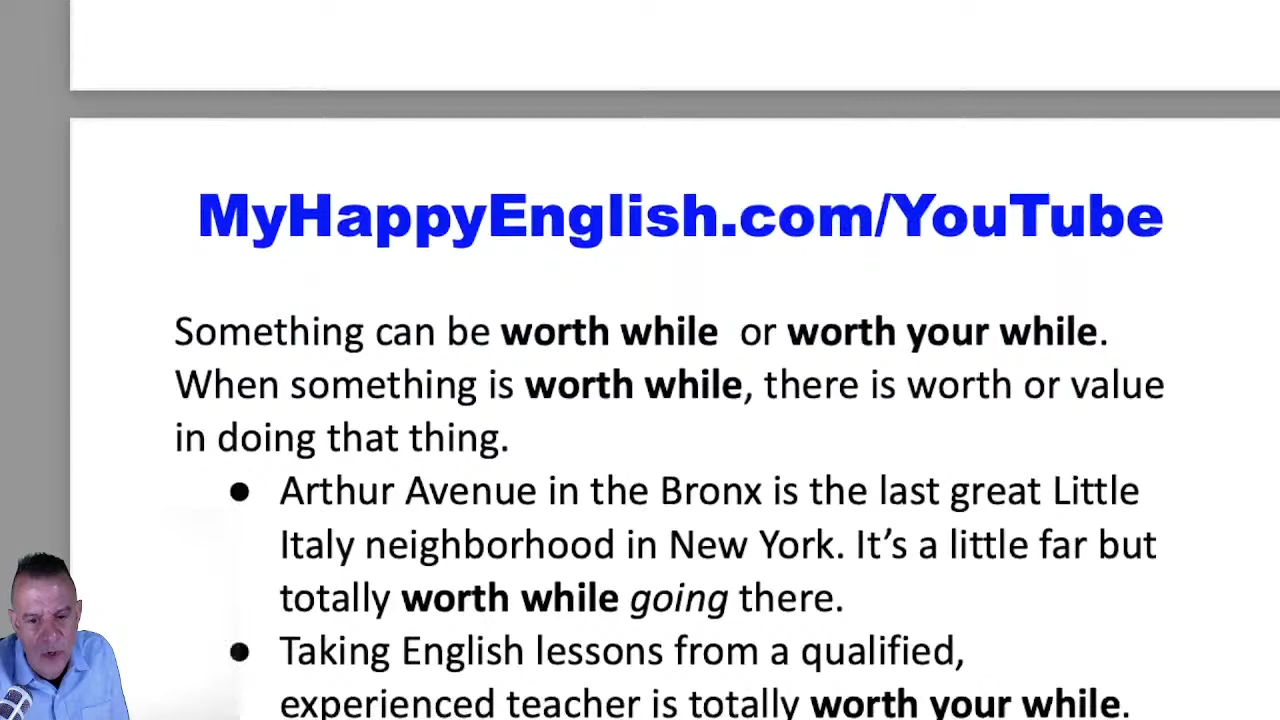 MyHappyEnglish.com/YouTube
Something can be worth while or worth your while.
When something is worth while, there is worth or value
in doing that thing.
● Arthur Avenue in the Bronx is the last great Little
Italy neighborhood in New York. It’s a little far but
totally worth while going there.
● Taking English lessons from a qualified,
experienced teacher is totally worth your while.